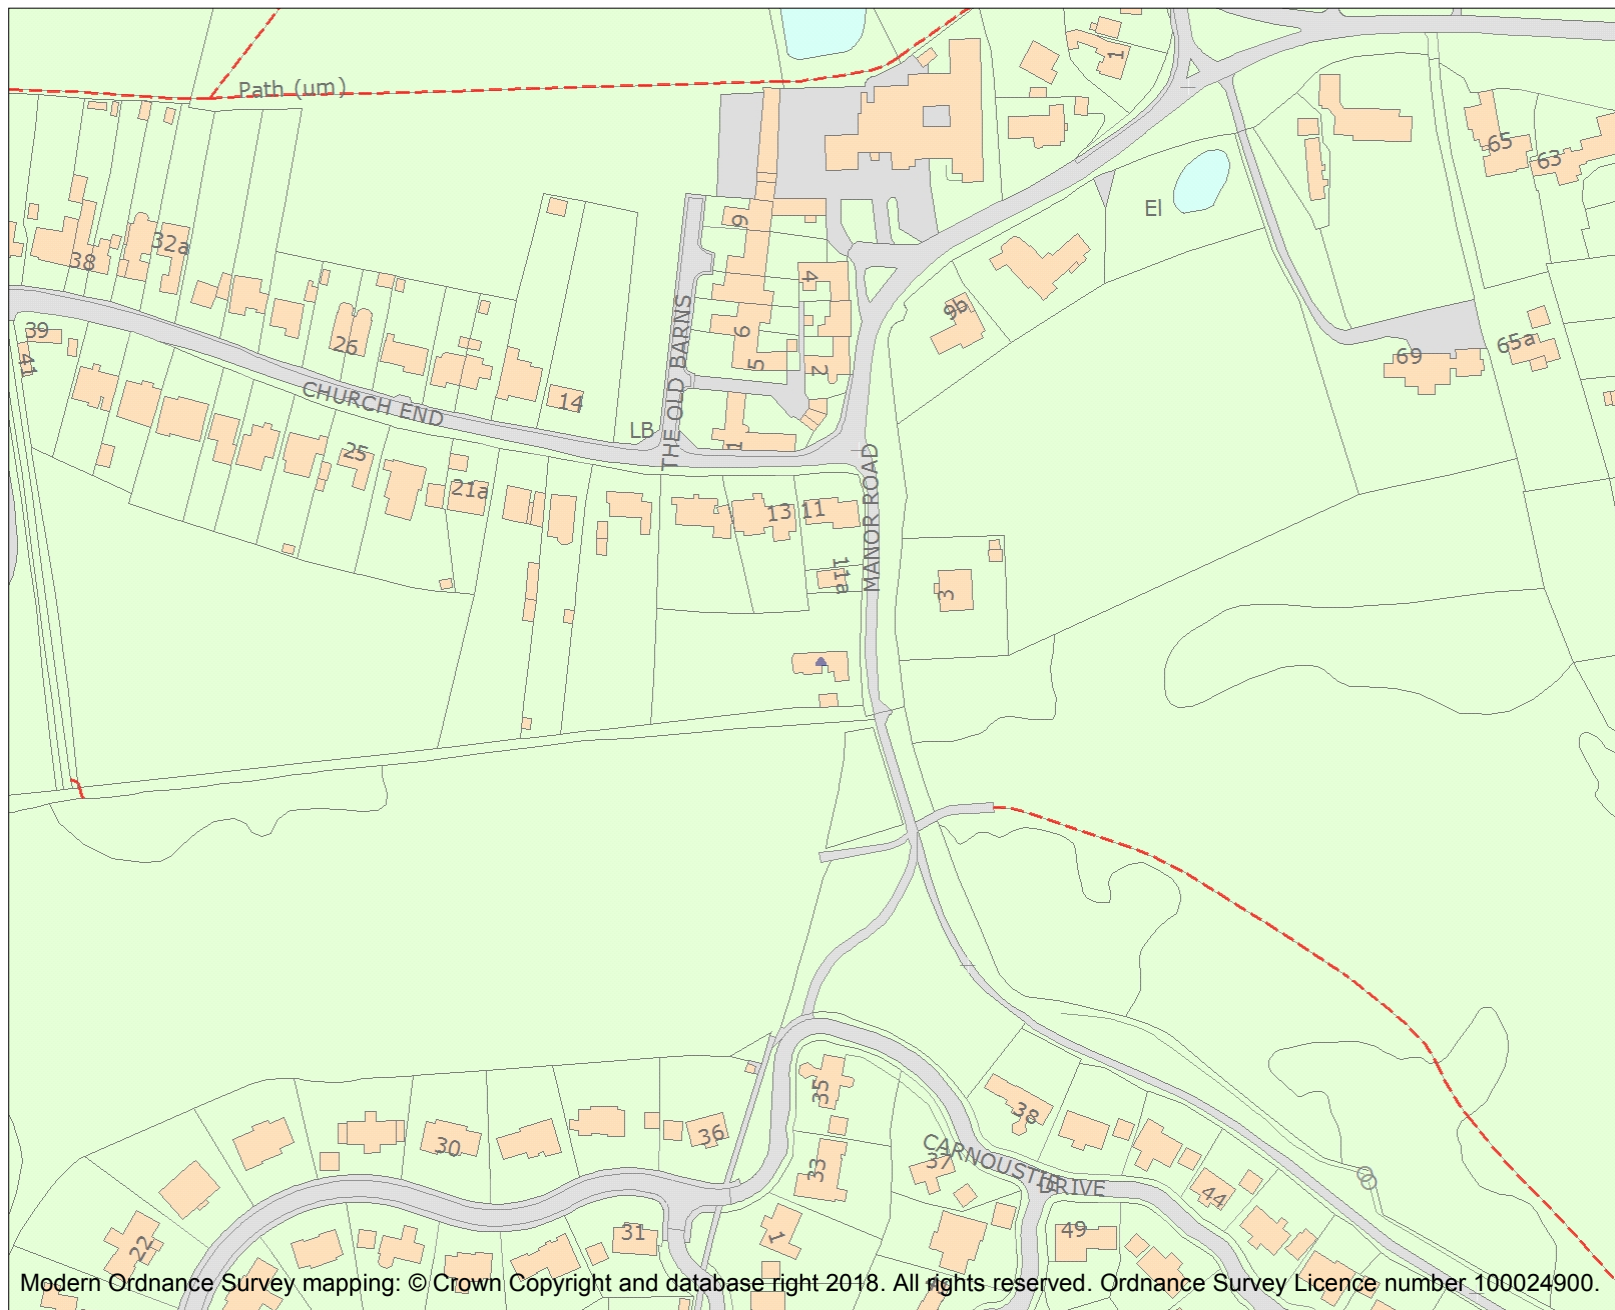 Path (um)
1
65
63
El
32a
38
9
4
9b
39
41
26
6
5
2
65a
69
THE OLD BARNS
CHURCH END
14
LB
1
25
21a
13
11
MANOR ROAD
11a
3
35
38
30
36
33
CARNOUSTIE
DRIVE
37
44
22
31
1
49
Modern Ordnance Survey mapping: © Crown Copyright and database right 2018. All rights reserved. Ordnance Survey Licence number 100024900.